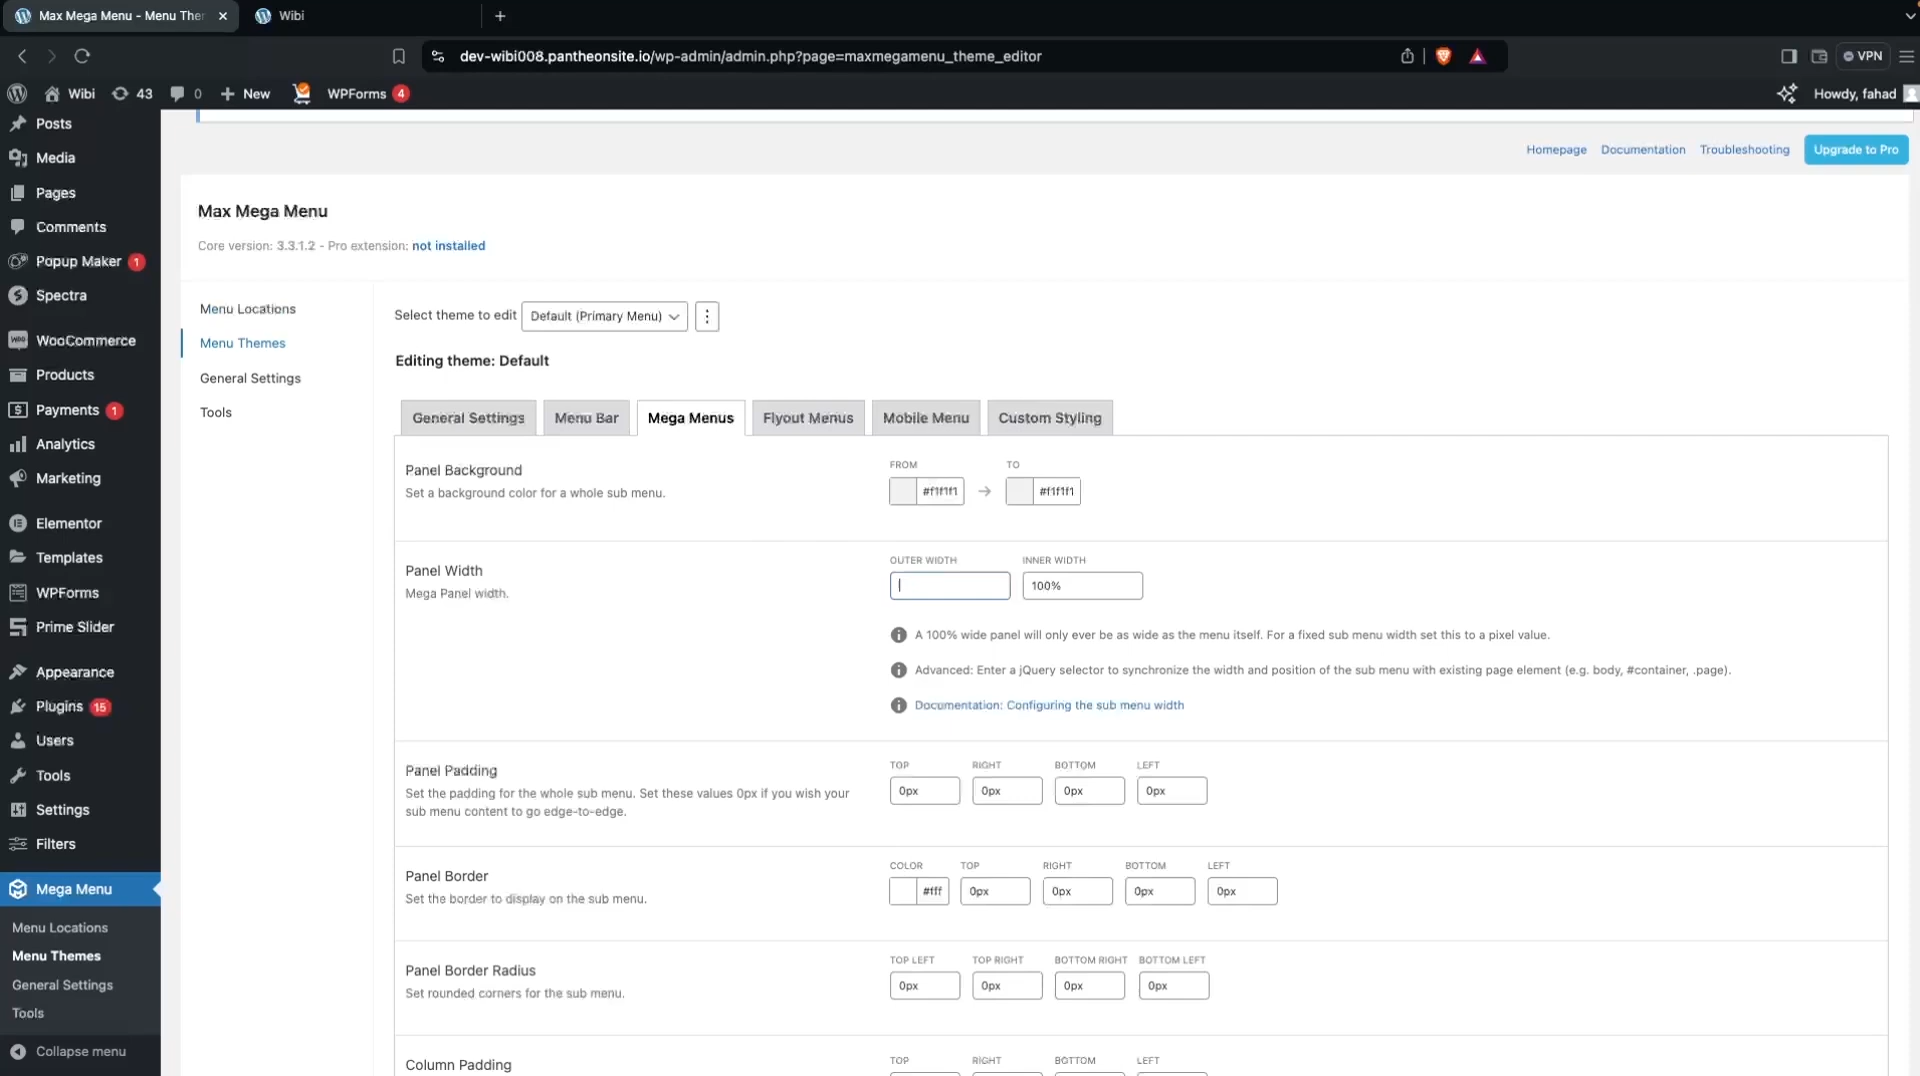 Max Mega Menu - Menu Ther
Wibi
dev-wibi008.pantheonsite.io/wp-admin/admin.php?page=maxmegamenu_theme_editor
VPN
Wibi
43
0
New
WPForms 4
Howdy, fahad
Posts
Media
Pages
Comments
Popup Maker 1
Spectra
WooCommerce
Products
Payments 1
Analytics
Marketing
Elementor
Templates
WPForms
Prime Slider
Appearance
Plugins 15
Users
Tools
Settings
Filters
Mega Menu
Menu Locations
Menu Themes
General Settings
Tools
Collapse menu
Homepage Documentation Troubleshooting Upgrade to Pro
Max Mega Menu
Core version: 3.3.1.2 - Pro extension: not installed
Menu Locations
Menu Themes
General Settings
Tools
Select theme to edit Default (Primary Menu)
Editing theme: Default
General Settings Menu Bar Mega Menus Flyout Menus Mobile Menu Custom Styling
Panel Background
Set a background color for a whole sub menu.
FROM TO
#f1f1f1 → #f1f1f1
Panel Width
Mega Panel width.
OUTER WIDTH INNER WIDTH
100%
A 100% wide panel will only ever be as wide as the menu itself. For a fixed sub menu width set this to a pixel value.
Advanced: Enter a jQuery selector to synchronize the width and position of the sub menu with existing page element (e.g. body, #container, .page).
Documentation: Configuring the sub menu width
Panel Padding
Set the padding for the whole sub menu. Set these values 0px if you wish your
sub menu content to go edge-to-edge.
TOP RIGHT BOTTOM LEFT
0px 0px 0px 0px
Panel Border
Set the border to display on the sub menu.
COLOR TOP RIGHT BOTTOM LEFT
#fff 0px 0px 0px 0px
Panel Border Radius
Set rounded corners for the sub menu.
TOP LEFT TOP RIGHT BOTTOM RIGHT BOTTOM LEFT
0px 0px 0px 0px
Column Padding
TOP RIGHT BOTTOM LEFT